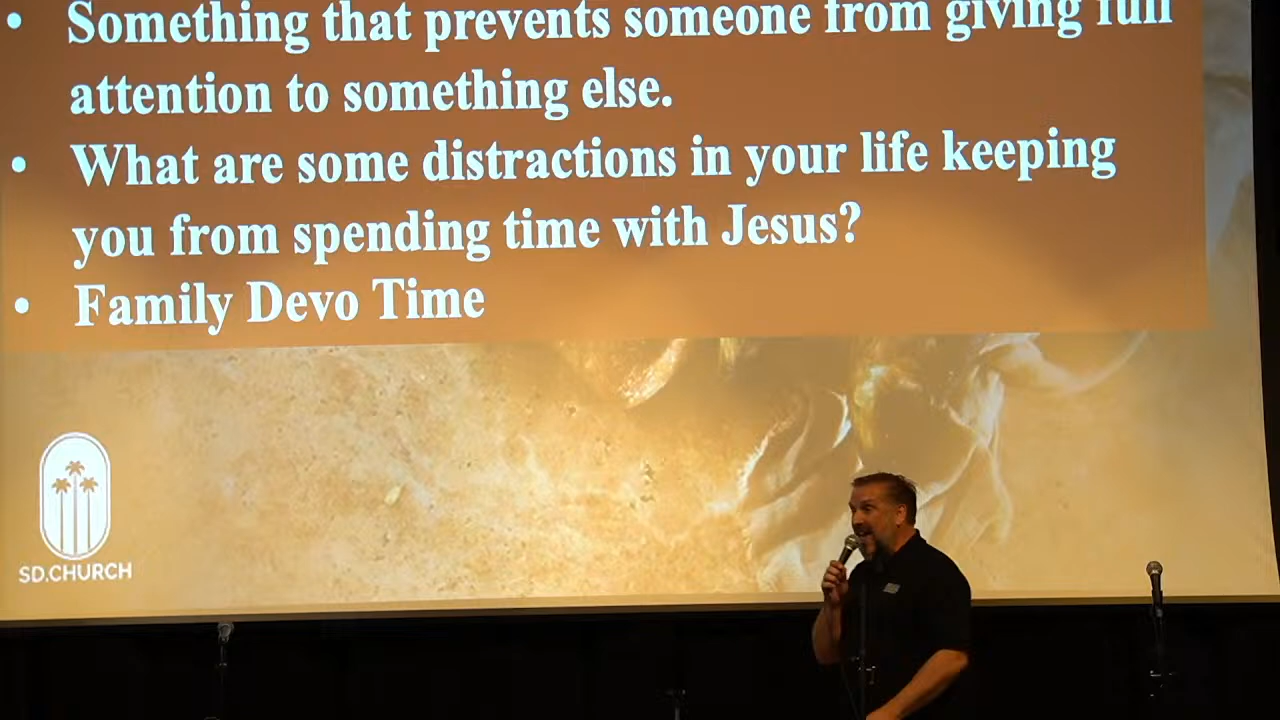 • Something that prevents someone from giving full
attention to something else.
• What are some distractions in your life keeping
you from spending time with Jesus?
• Family Devo Time
SD.CHURCH